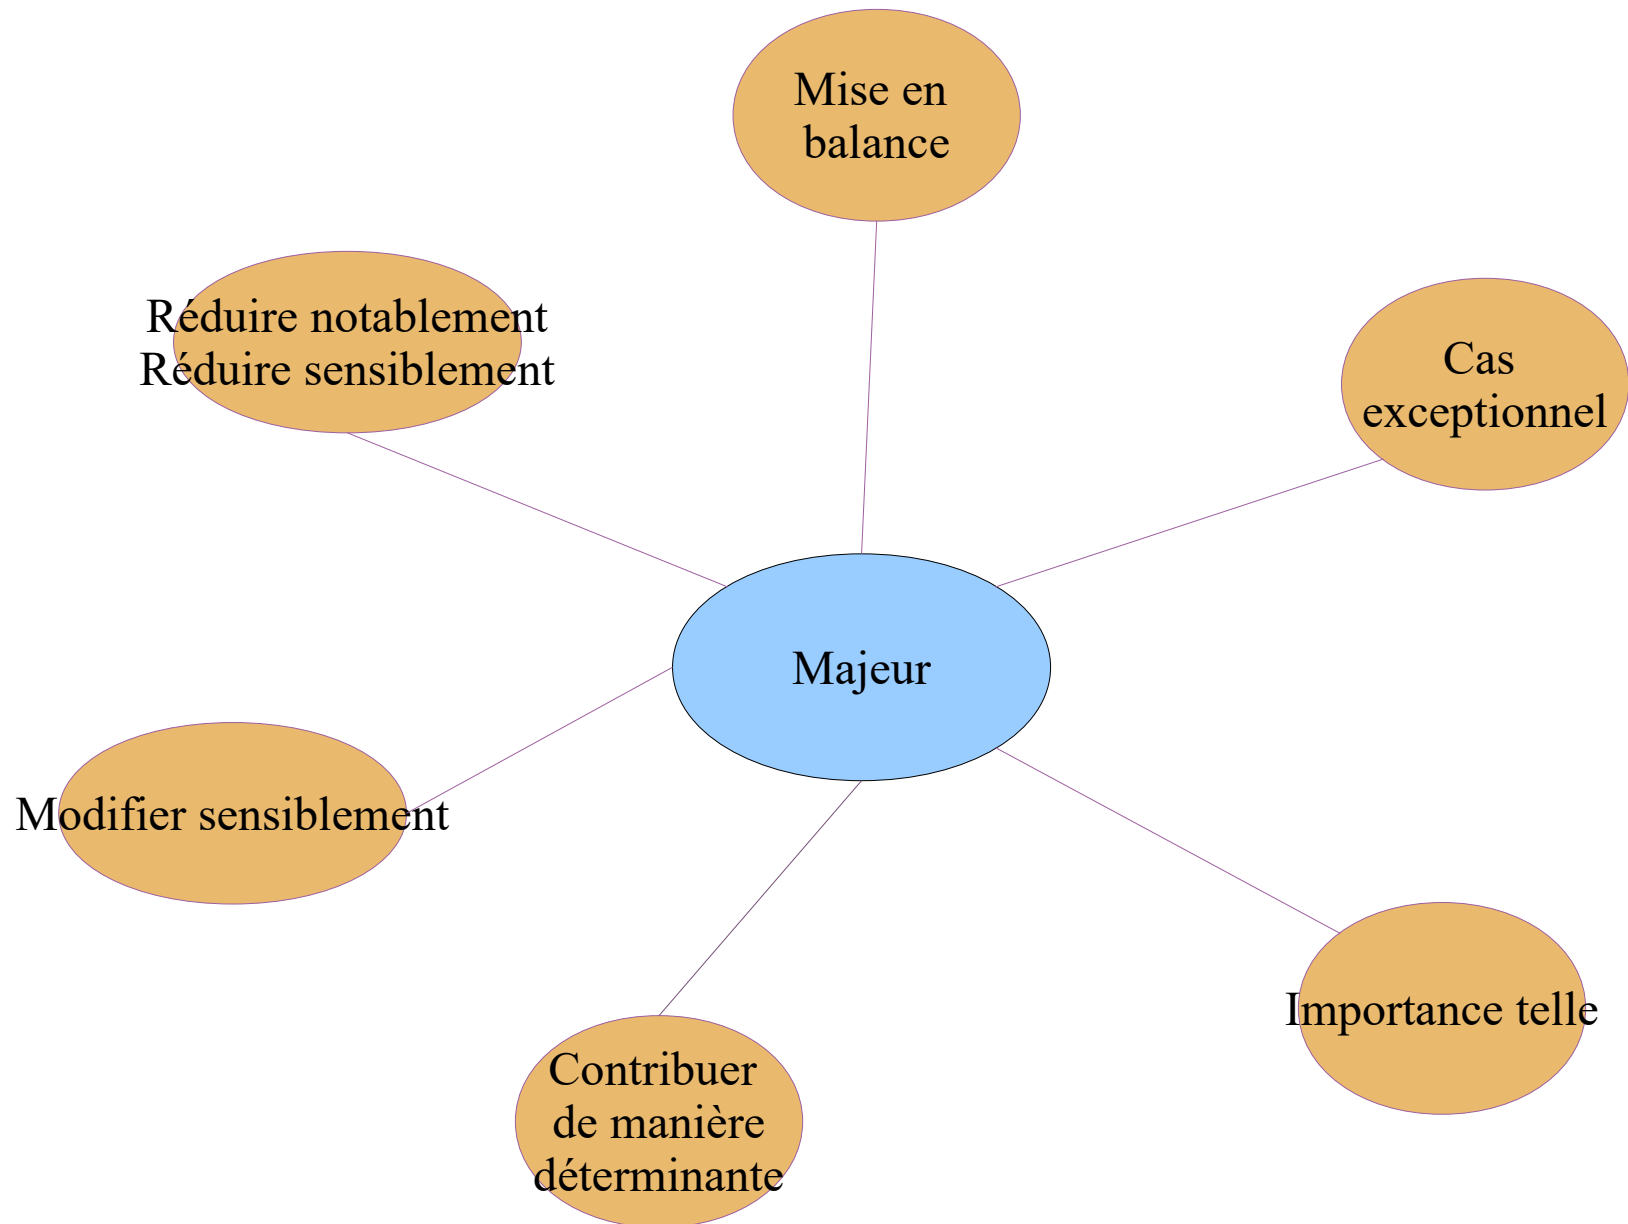 Mise en
balance
Réduire notablement
Réduire sensiblement
Cas
exceptionnel
Majeur
Modifier sensiblement
Importance telle
Contribuer
de manière
déterminante